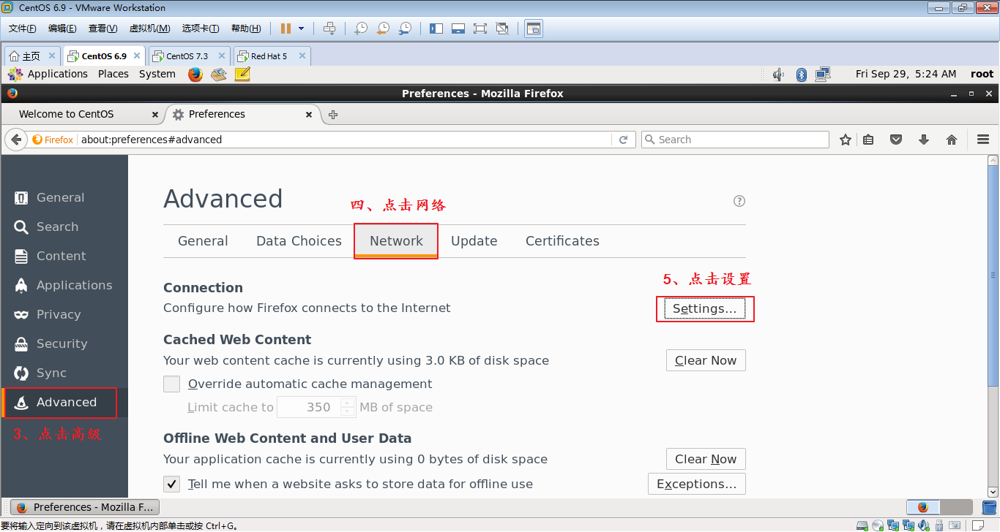 CentOS 6.9 - VMware Workstation
文件(F) 编辑(E) 查看(V) 虚拟机(M) 选项卡(T) 帮助(H)
主页 CentOS 6.9 CentOS 7.3 Red Hat 5
Applications Places System Fri Sep 29, 5:24 AM root
Preferences - Mozilla Firefox
Welcome to CentOS Preferences
Firefox about:preferences#advanced Search
General
Search
Content
Applications
Privacy
Security
Sync
Advanced
3、点击高级
Advanced
四、点击网络
General Data Choices Network Update Certificates
Connection
5、点击设置
Configure how Firefox connects to the Internet Settings...
Cached Web Content
Your web content cache is currently using 3.0 KB of disk space Clear Now
Override automatic cache management
Limit cache to 350 MB of space
Offline Web Content and User Data
Your application cache is currently using 0 bytes of disk space Clear Now
Tell me when a website asks to store data for offline use Exceptions...
Preferences - Mozilla F...
要将输入定向到该虚拟机，请在虚拟机内部单击或按 Ctrl+G。